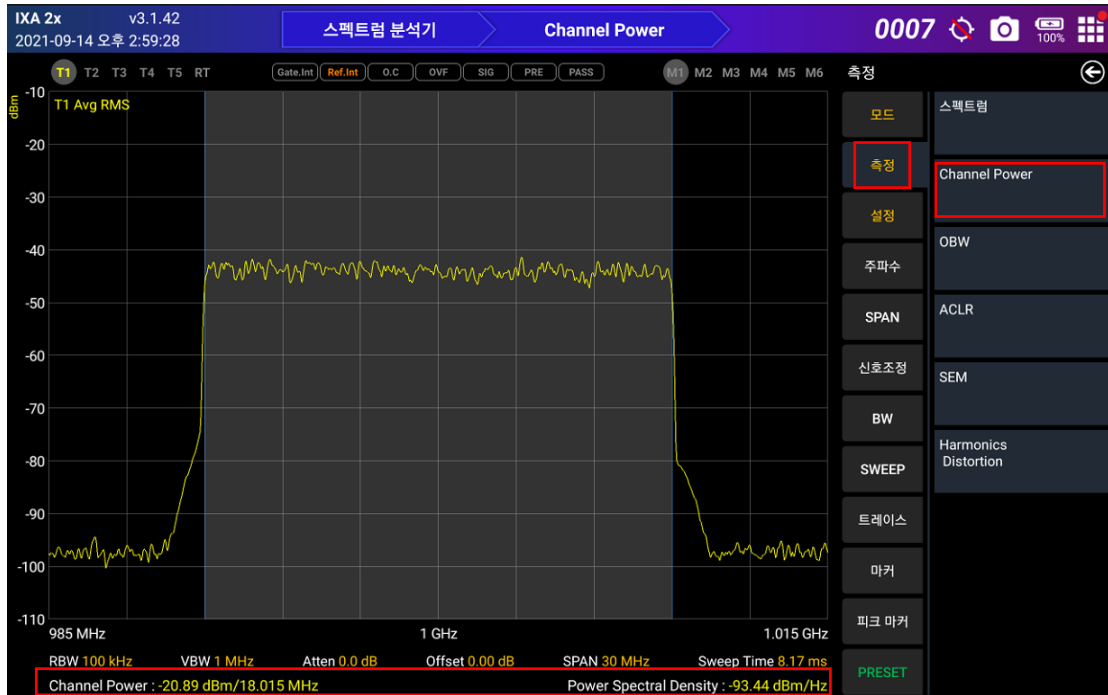 IXA 2x v3.1.42
2021-09-14 오후 2:59:28
스펙트럼 분석기 Channel Power
0007 100%
T1 T2 T3 T4 T5 RT Gate.Int Ref.Int O.C OVF SIG PRE PASS M1 M2 M3 M4 M5 M6
측정
dBm
T1 Avg RMS
-10
-20
-30
-40
-50
-60
-70
-80
-90
-100
-110
985 MHz 1 GHz 1.015 GHz
RBW 100 kHz VBW 1 MHz Atten 0.0 dB Offset 0.00 dB SPAN 30 MHz Sweep Time 8.17 ms
Channel Power : -20.89 dBm/18.015 MHz Power Spectral Density : -93.44 dBm/Hz
모드
측정
설정
주파수
SPAN
신호조정
BW
SWEEP
트레이스
마커
피크 마커
PRESET
스펙트럼
Channel Power
OBW
ACLR
SEM
Harmonics
Distortion